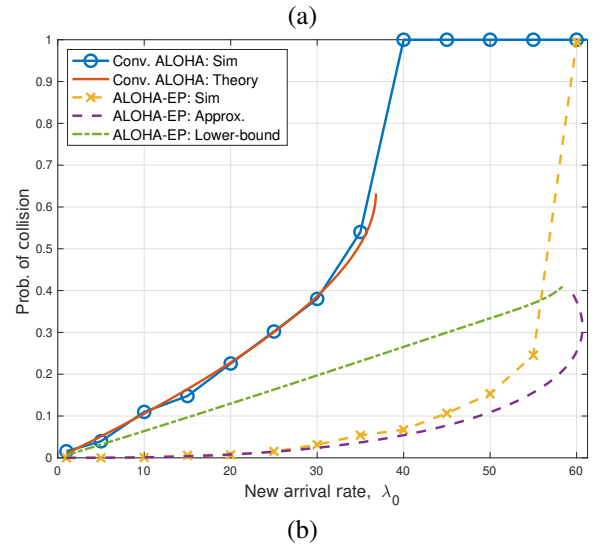 (a)
1
0.9
0.8
0.7
0.6
0.5
0.4
0.3
0.2
0.1
0
Prob. of collision
Conv. ALOHA: Sim
Conv. ALOHA: Theory
ALOHA-EP: Sim
ALOHA-EP: Approx.
ALOHA-EP: Lower-bound
0 10 20 30 40 50 60
New arrival rate, λ₀
(b)